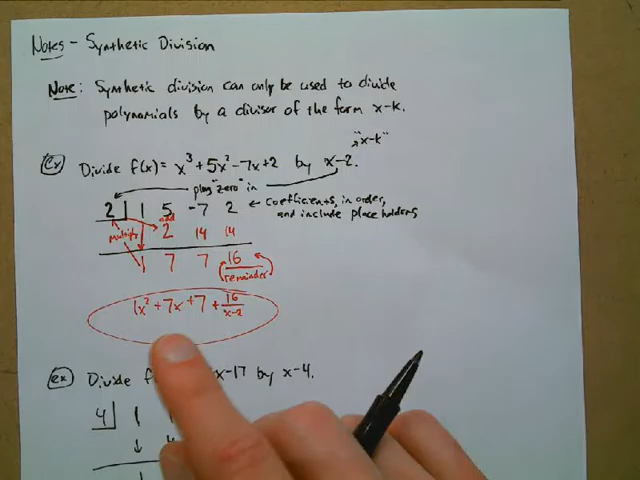 Notes - Synthetic Division
Note: Synthetic division can only be used to divide
polynomials by a divisor of the form x-k.
"x-k"
Ex Divide f(x) = x³ + 5x² - 7x + 2 by x-2.
plug "zero" in
2 1 5 -7 2 ← coefficients, in order,
and include place holders
add
multiply 2 14 14
1 7 7 16
remainder
1x² + 7x + 7 + 16/x-2
ex Divide x-17 by x-4.
4 1
↓